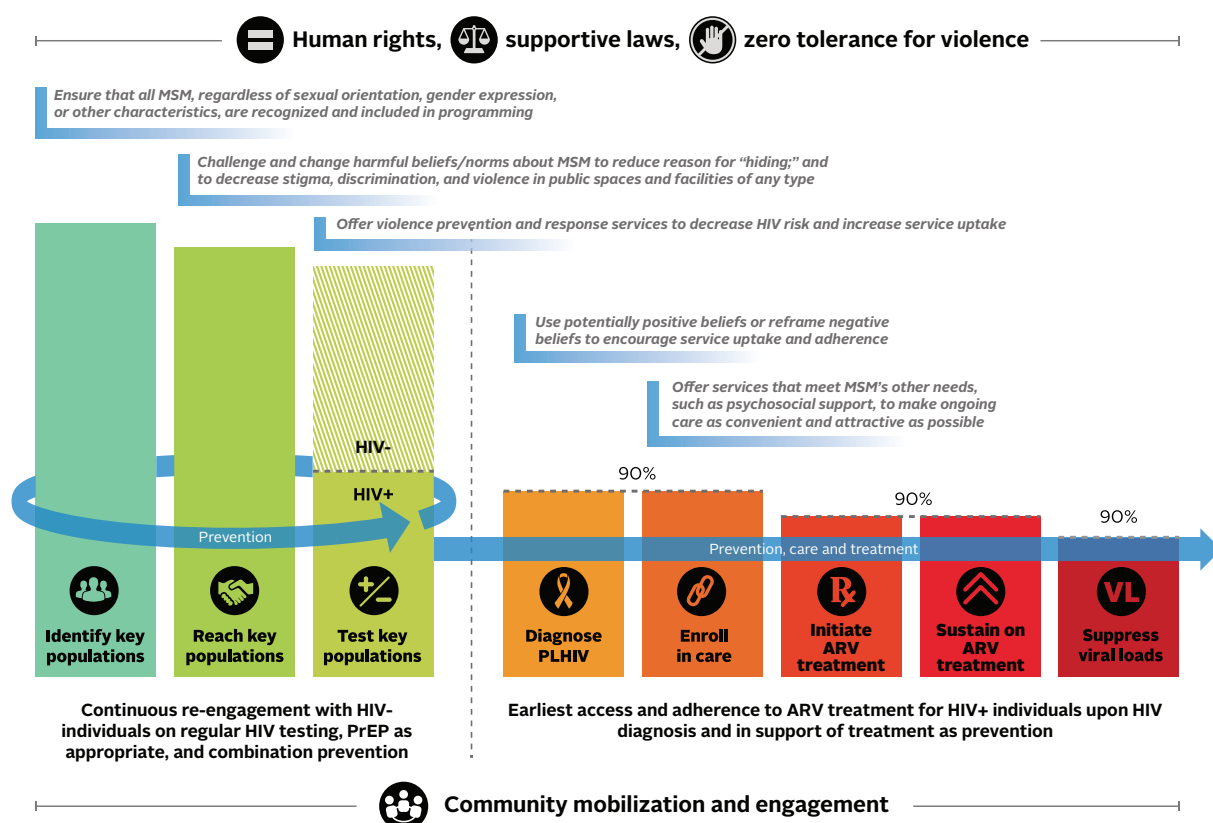 Human rights, supportive laws, zero tolerance for violence
Ensure that all MSM, regardless of sexual orientation, gender expression,
or other characteristics, are recognized and included in programming
Challenge and change harmful beliefs/norms about MSM to reduce reason for “hiding;” and
to decrease stigma, discrimination, and violence in public spaces and facilities of any type
Offer violence prevention and response services to decrease HIV risk and increase service uptake
Use potentially positive beliefs or reframe negative
beliefs to encourage service uptake and adherence
Offer services that meet MSM’s other needs,
such as psychosocial support, to make ongoing
care as convenient and attractive as possible
HIV-
HIV+
90%
90%
90%
Prevention
Prevention, care and treatment
Identify key
populations
Reach key
populations
+/−
Test key
populations
Diagnose
PLHIV
Enroll
in care
Rx
Initiate
ARV
treatment
Sustain on
ARV
treatment
VL
Suppress
viral loads
Continuous re-engagement with HIV-
individuals on regular HIV testing, PrEP as
appropriate, and combination prevention
Earliest access and adherence to ARV treatment for HIV+ individuals upon HIV
diagnosis and in support of treatment as prevention
Community mobilization and engagement